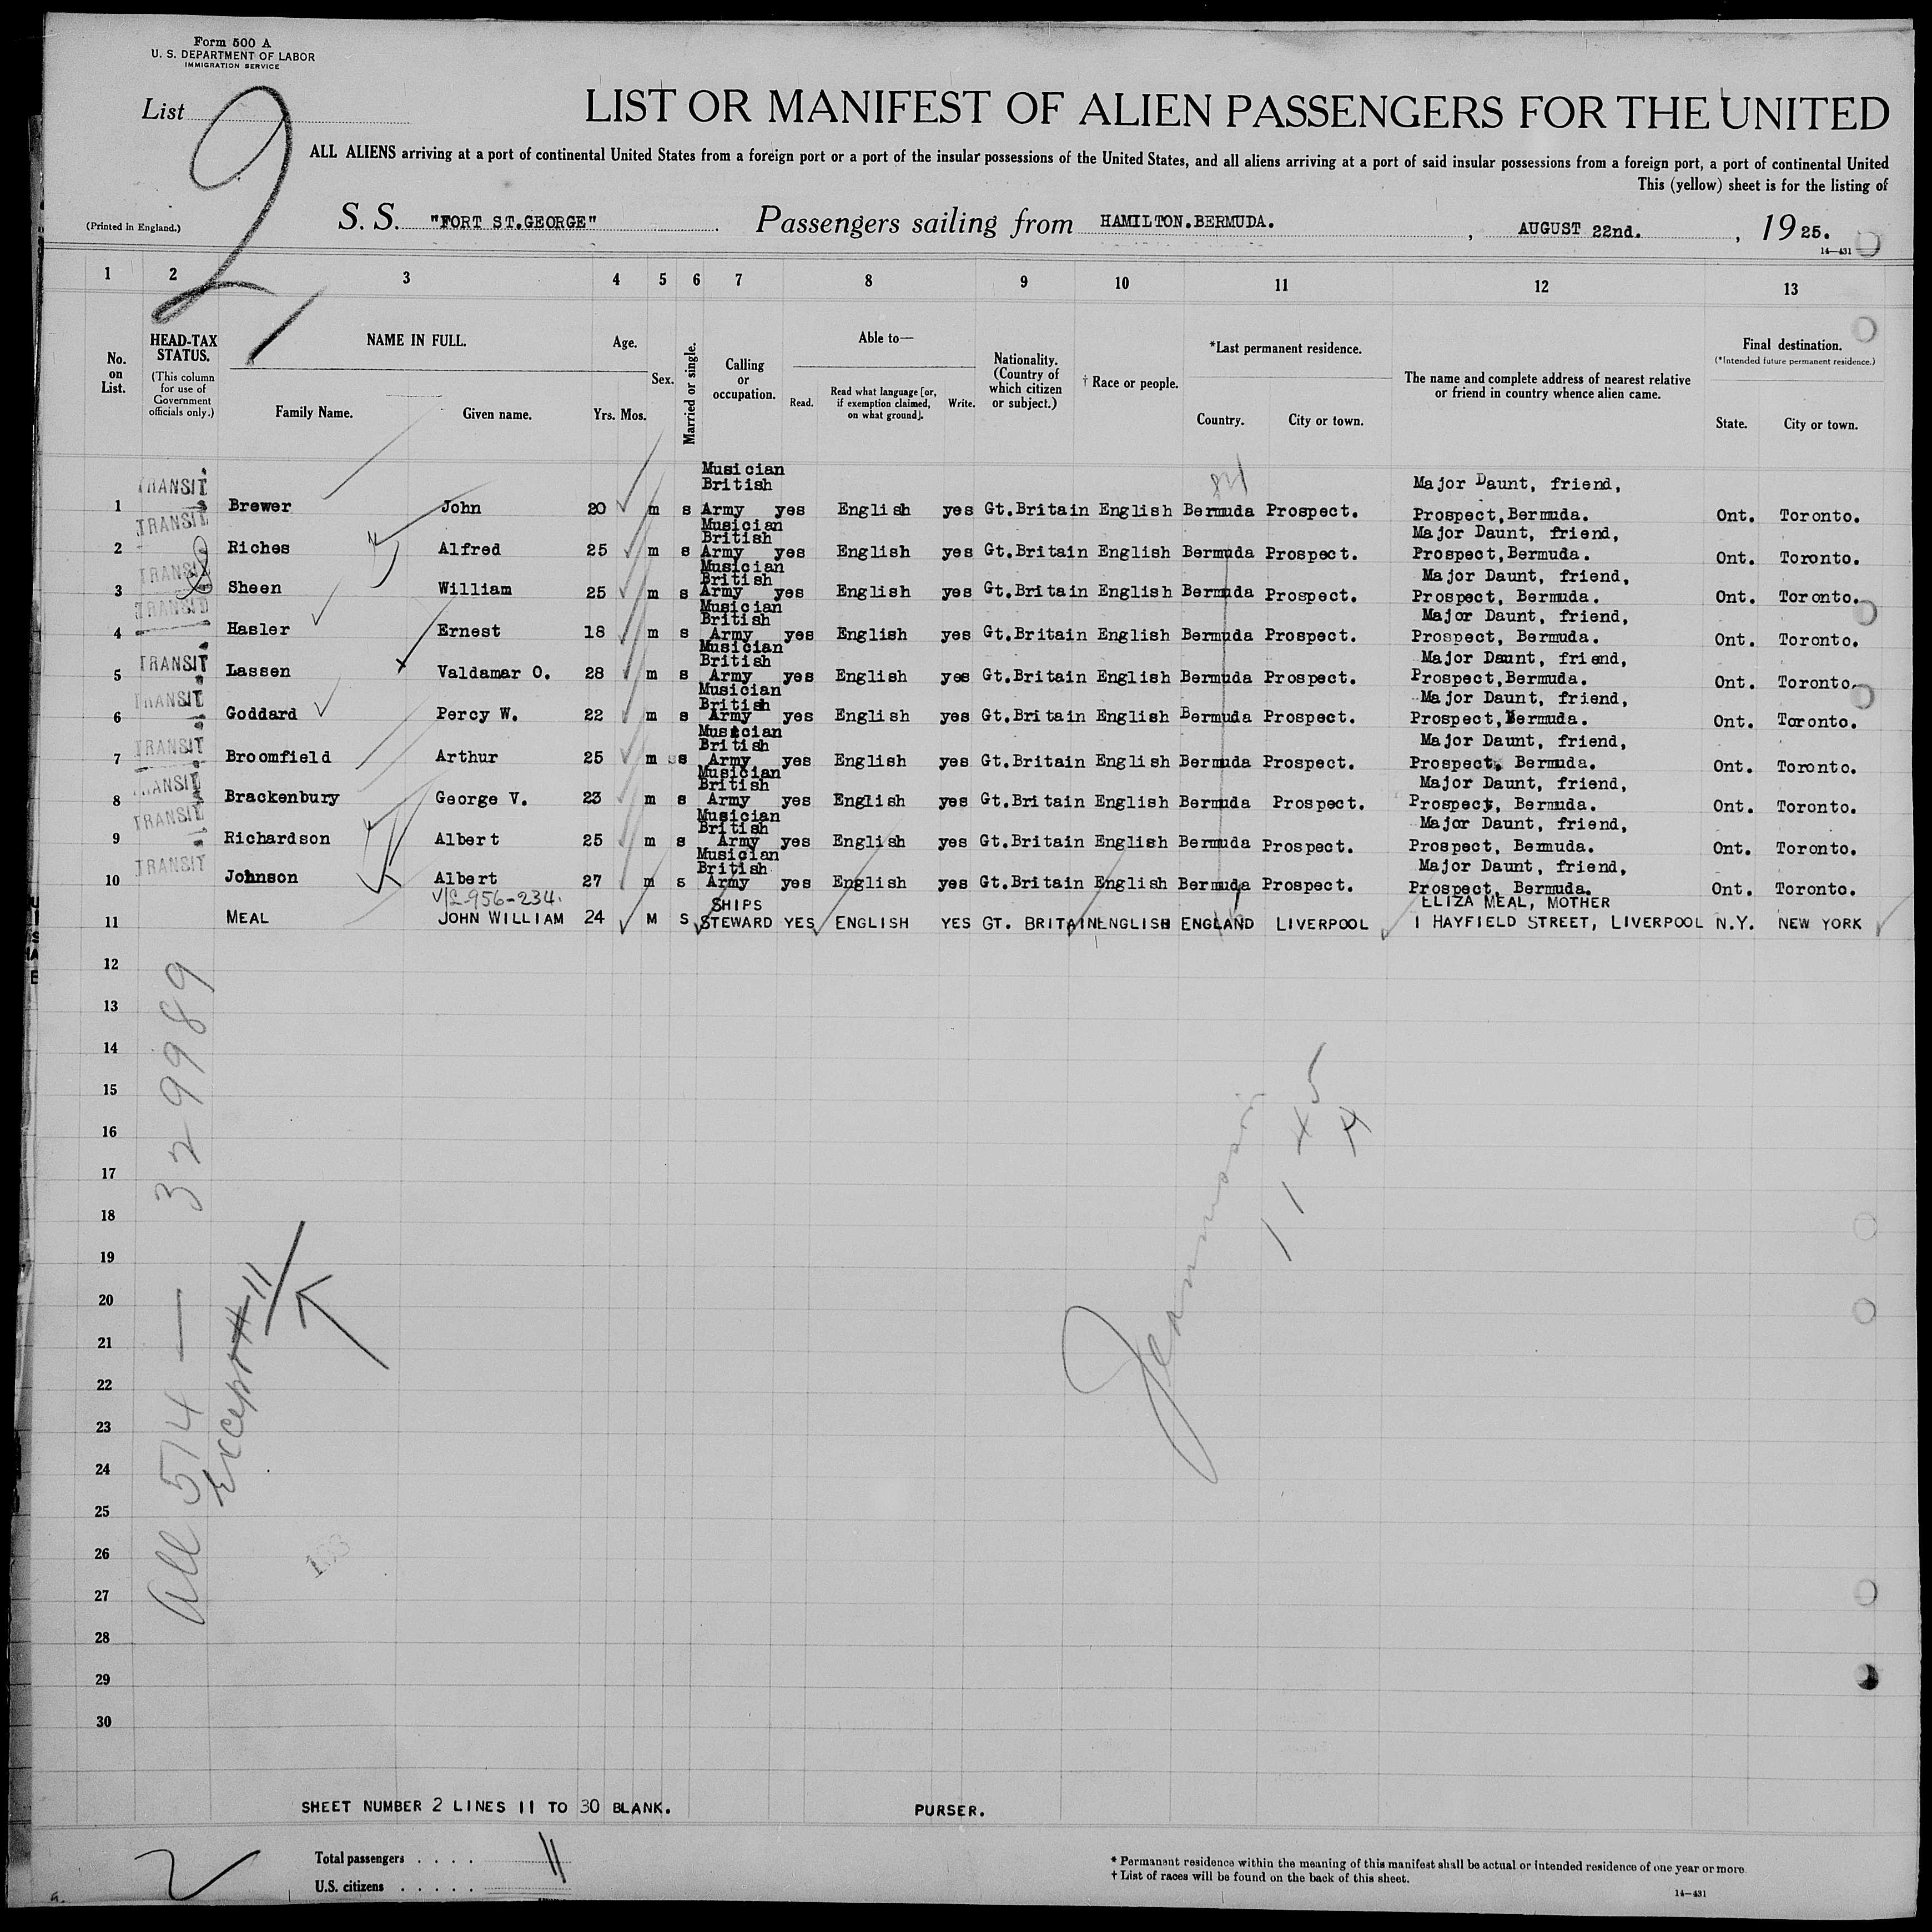 Form 500 A
U. S. DEPARTMENT OF LABOR
IMMIGRATION SERVICE
List 2
LIST OR MANIFEST OF ALIEN PASSENGERS FOR THE UNITED
ALL ALIENS arriving at a port of continental United States from a foreign port or a port of the insular possessions of the United States, and all aliens arriving at a port of said insular possessions from a foreign port, a port of continental United
This (yellow) sheet is for the listing of
(Printed in England.) S. S. "FORT ST.GEORGE" Passengers sailing from HAMILTON.BERMUDA. , AUGUST 22nd. , 1925.
14—431
1 2 3 4 5 6 7 8 9 10 11 12 13
No. on List.
HEAD-TAX STATUS.
(This column for use of Government officials only.)
NAME IN FULL.
Family Name. Given name.
Age.
Yrs. Mos.
Sex.
Married or single.
Calling or occupation.
Able to—
Read. Read what language [or, if exemption claimed, on what ground]. Write.
Nationality. (Country of which citizen or subject.)
† Race or people.
*Last permanent residence.
Country. City or town.
The name and complete address of nearest relative or friend in country whence alien came.
Final destination.
(*Intended future permanent residence.)
State. City or town.
TRANSIT Musician British Major Daunt, friend,
1 Brewer John 20 m s Army yes English yes Gt.Britain English Bermuda Prospect. Prospect,Bermuda. Ont. Toronto.
TRANSIT Musician British Major Daunt, friend,
2 Riches Alfred 25 m s Army yes English yes Gt.Britain English Bermuda Prospect. Prospect,Bermuda. Ont. Toronto.
TRANSIT Musician British Major Daunt, friend,
3 Sheen William 25 m s Army yes English yes Gt.Britain English Bermuda Prospect. Prospect, Bermuda. Ont. Toronto.
TRANSIT Musician British Major Daunt, friend,
4 Hasler Ernest 18 m s Army yes English yes Gt.Britain English Bermuda Prospect. Prospect, Bermuda. Ont. Toronto.
TRANSIT Musician British Major Daunt, friend,
5 Lassen Valdamar O. 28 m s Army yes English yes Gt.Britain English Bermuda Prospect. Prospect,Bermuda. Ont. Toronto.
TRANSIT Musician British Major Daunt, friend,
6 Goddard Percy W. 22 m s Army yes English yes Gt.Britain English Bermuda Prospect. Prospect,Bermuda. Ont. Toronto.
TRANSIT Musician British Major Daunt, friend,
7 Broomfield Arthur 25 m s Army yes English yes Gt.Britain English Bermuda Prospect. Prospect, Bermuda. Ont. Toronto.
TRANSIT Musician British Major Daunt, friend,
8 Brackenbury George V. 23 m s Army yes English yes Gt.Britain English Bermuda Prospect. Prospect, Bermuda. Ont. Toronto.
TRANSIT Musician British Major Daunt, friend,
9 Richardson Albert 25 m s Army yes English yes Gt.Britain English Bermuda Prospect. Prospect, Bermuda. Ont. Toronto.
TRANSIT Musician British Major Daunt, friend,
10 Johnson Albert 27 m s Army yes English yes Gt.Britain English Bermuda Prospect. Prospect, Bermuda. Ont. Toronto.
SHIPS ELIZA MEAL, MOTHER
11 MEAL JOHN WILLIAM 24 M S STEWARD YES ENGLISH YES GT. BRITAIN ENGLISH ENGLAND LIVERPOOL 1 HAYFIELD STREET, LIVERPOOL N.Y. NEW YORK
12
13
14
15
16
17
18
19
20
21
22
23
24
25
26
27
28
29
30
All 514 — 329989
Except #11
SHEET NUMBER 2 LINES 11 TO 30 BLANK. PURSER.
2
Total passengers . . . . 11
U.S. citizens . . . . .
* Permanent residence within the meaning of this manifest shall be actual or intended residence of one year or more.
† List of races will be found on the back of this sheet.
14—431